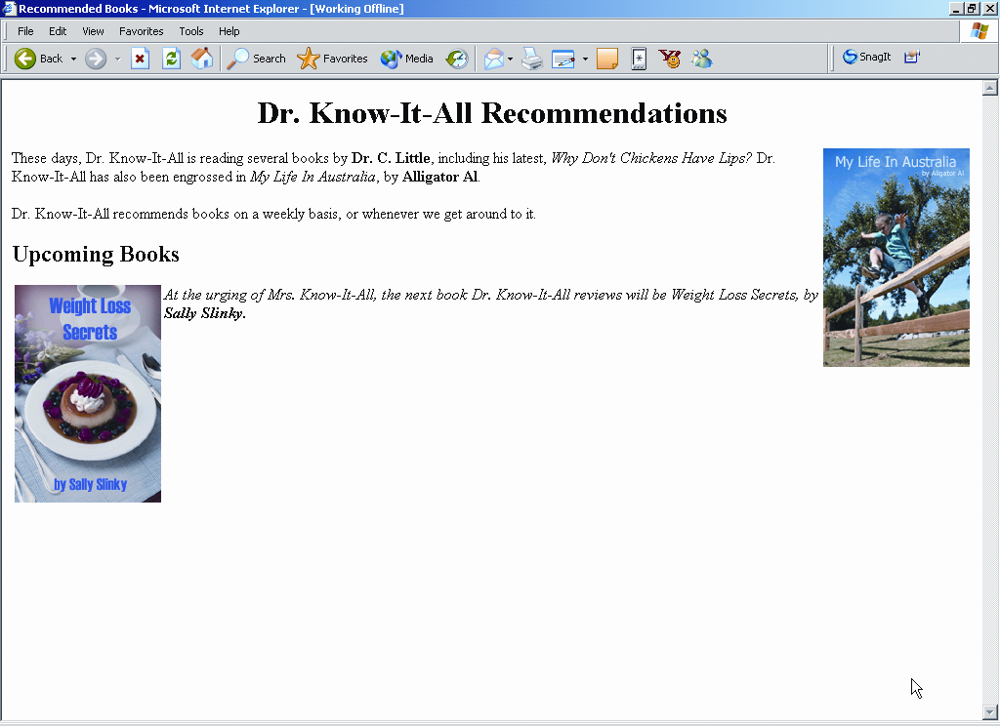 Recommended Books - Microsoft Internet Explorer - [Working Offline]
File Edit View Favorites Tools Help
Back Search Favorites Media SnagIt
Dr. Know-It-All Recommendations
These days, Dr. Know-It-All is reading several books by Dr. C. Little, including his latest, Why Don't Chickens Have Lips? Dr.
Know-It-All has also been engrossed in My Life In Australia, by Alligator Al.
Dr. Know-It-All recommends books on a weekly basis, or whenever we get around to it.
My Life In Australia
by Aligator Al
Upcoming Books
At the urging of Mrs. Know-It-All, the next book Dr. Know-It-All reviews will be Weight Loss Secrets, by
Sally Slinky.
Weight Loss
Secrets
by Sally Slinky